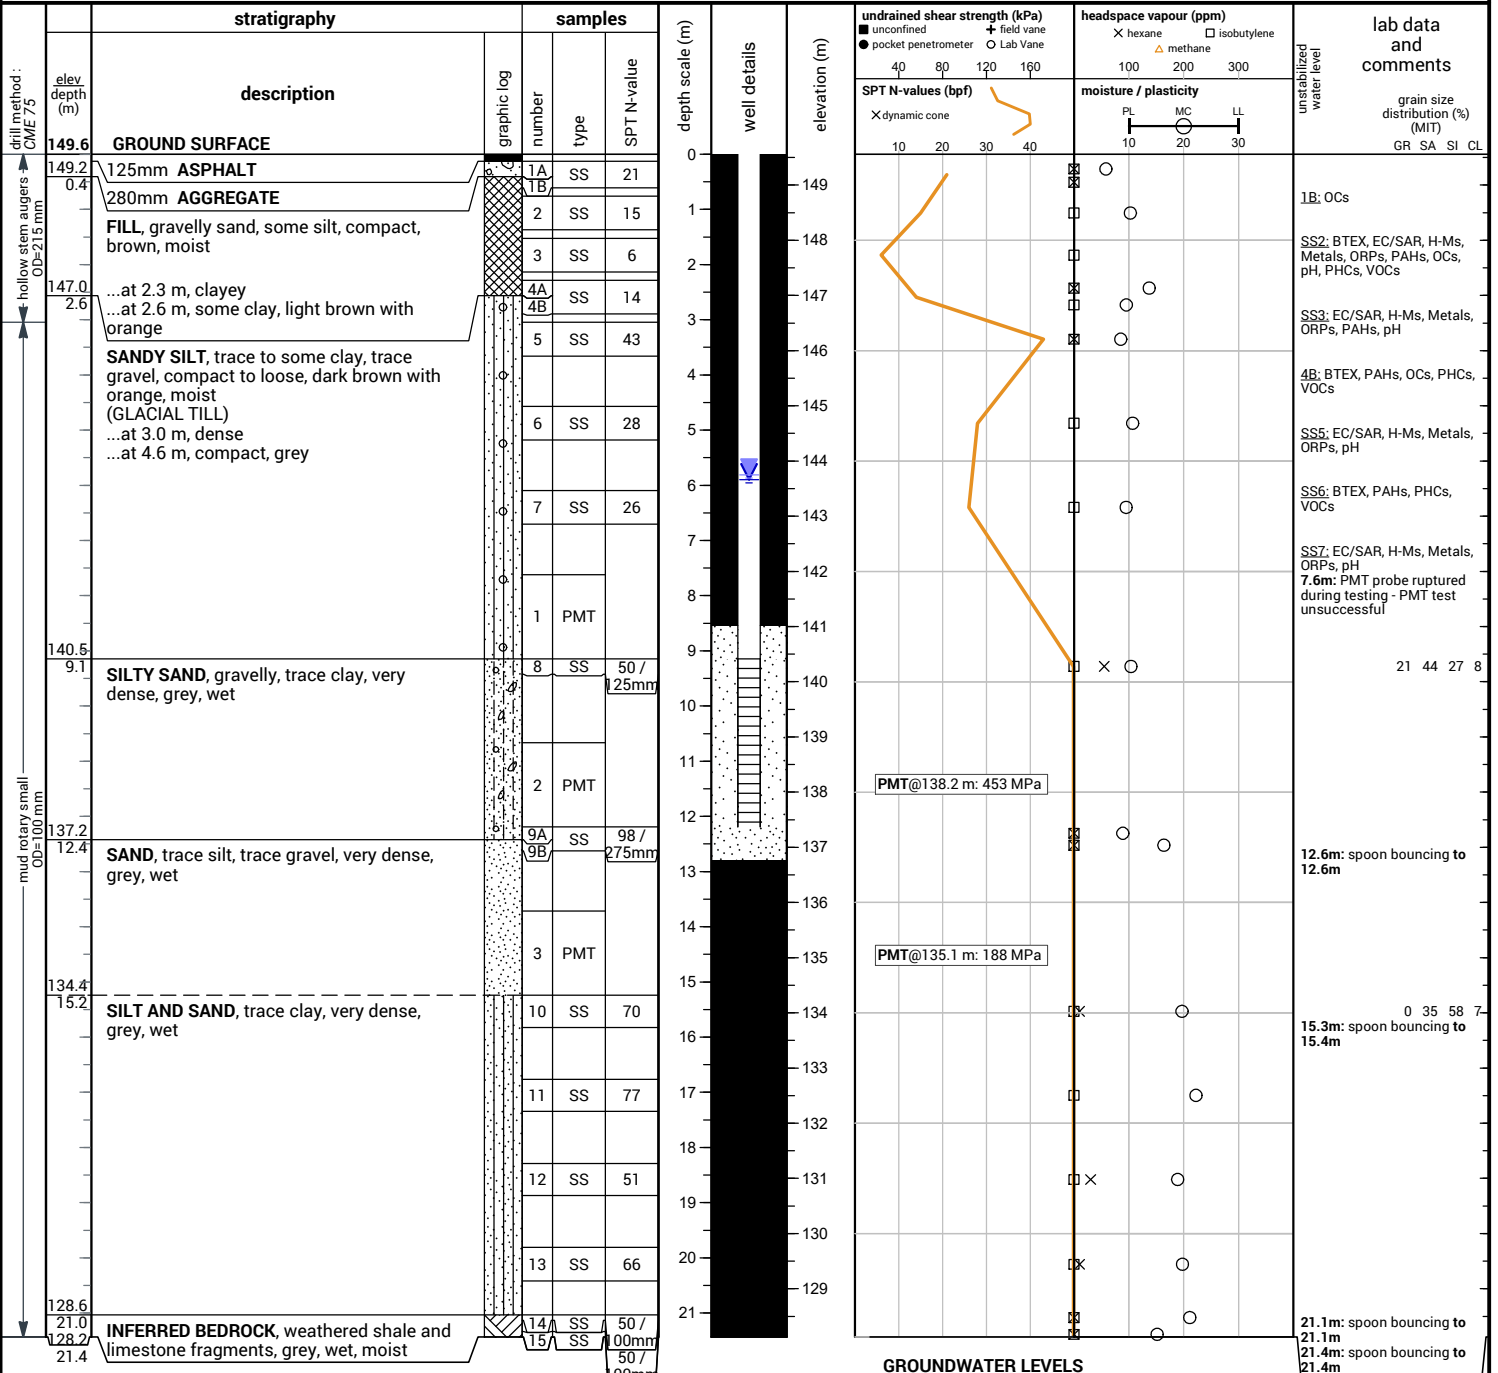 drill method :
CME 75
stratigraphy
samples
elev
depth
(m)
description
graphic log
number
type
SPT N-value
depth scale (m)
well details
elevation (m)
undrained shear strength (kPa)
unconfined
field vane
pocket penetrometer
Lab Vane
40 80 120 160
SPT N-values (bpf)
dynamic cone
10 20 30 40
headspace vapour (ppm)
hexane
isobutylene
methane
100 200 300
moisture / plasticity
PL MC LL
10 20 30
unstabilized
water level
lab data
and
comments
grain size
distribution (%)
(MIT)
GR SA SI CL
149.6 GROUND SURFACE
hollow stem augers
OD=215 mm
mud rotary small
OD=100 mm
149.2
0.4
125mm ASPHALT
280mm AGGREGATE
FILL, gravelly sand, some silt, compact,
brown, moist
...at 2.3 m, clayey
...at 2.6 m, some clay, light brown with
orange
147.0
2.6
SANDY SILT, trace to some clay, trace
gravel, compact to loose, dark brown with
orange, moist
(GLACIAL TILL)
...at 3.0 m, dense
...at 4.6 m, compact, grey
140.5
9.1
SILTY SAND, gravelly, trace clay, very
dense, grey, wet
137.2
12.4
SAND, trace silt, trace gravel, very dense,
grey, wet
134.4
15.2
SILT AND SAND, trace clay, very dense,
grey, wet
128.6
21.0
128.2
21.4
INFERRED BEDROCK, weathered shale and
limestone fragments, grey, wet, moist
1A SS 21
1B
2 SS 15
3 SS 6
4A SS 14
4B
5 SS 43
6 SS 28
7 SS 26
1 PMT
8 SS 50 /
125mm
2 PMT
9A SS 98 /
9B 275mm
3 PMT
10 SS 70
11 SS 77
12 SS 51
13 SS 66
14 SS 50 /
15 SS 100mm
50 /
100mm
0
1
2
3
4
5
6
7
8
9
10
11
12
13
14
15
16
17
18
19
20
21
149
148
147
146
145
144
143
142
141
140
139
138
137
136
135
134
133
132
131
130
129
PMT@138.2 m: 453 MPa
PMT@135.1 m: 188 MPa
1B: OCs
SS2: BTEX, EC/SAR, H-Ms,
Metals, ORPs, PAHs, OCs,
pH, PHCs, VOCs
SS3: EC/SAR, H-Ms, Metals,
ORPs, PAHs, pH
4B: BTEX, PAHs, OCs, PHCs,
VOCs
SS5: EC/SAR, H-Ms, Metals,
ORPs, pH
SS6: BTEX, PAHs, PHCs,
VOCs
SS7: EC/SAR, H-Ms, Metals,
ORPs, pH
7.6m: PMT probe ruptured
during testing - PMT test
unsuccessful
21 44 27 8
12.6m: spoon bouncing to
12.6m
0 35 58 7
15.3m: spoon bouncing to
15.4m
21.1m: spoon bouncing to
21.1m
21.4m: spoon bouncing to
21.4m
GROUNDWATER LEVELS